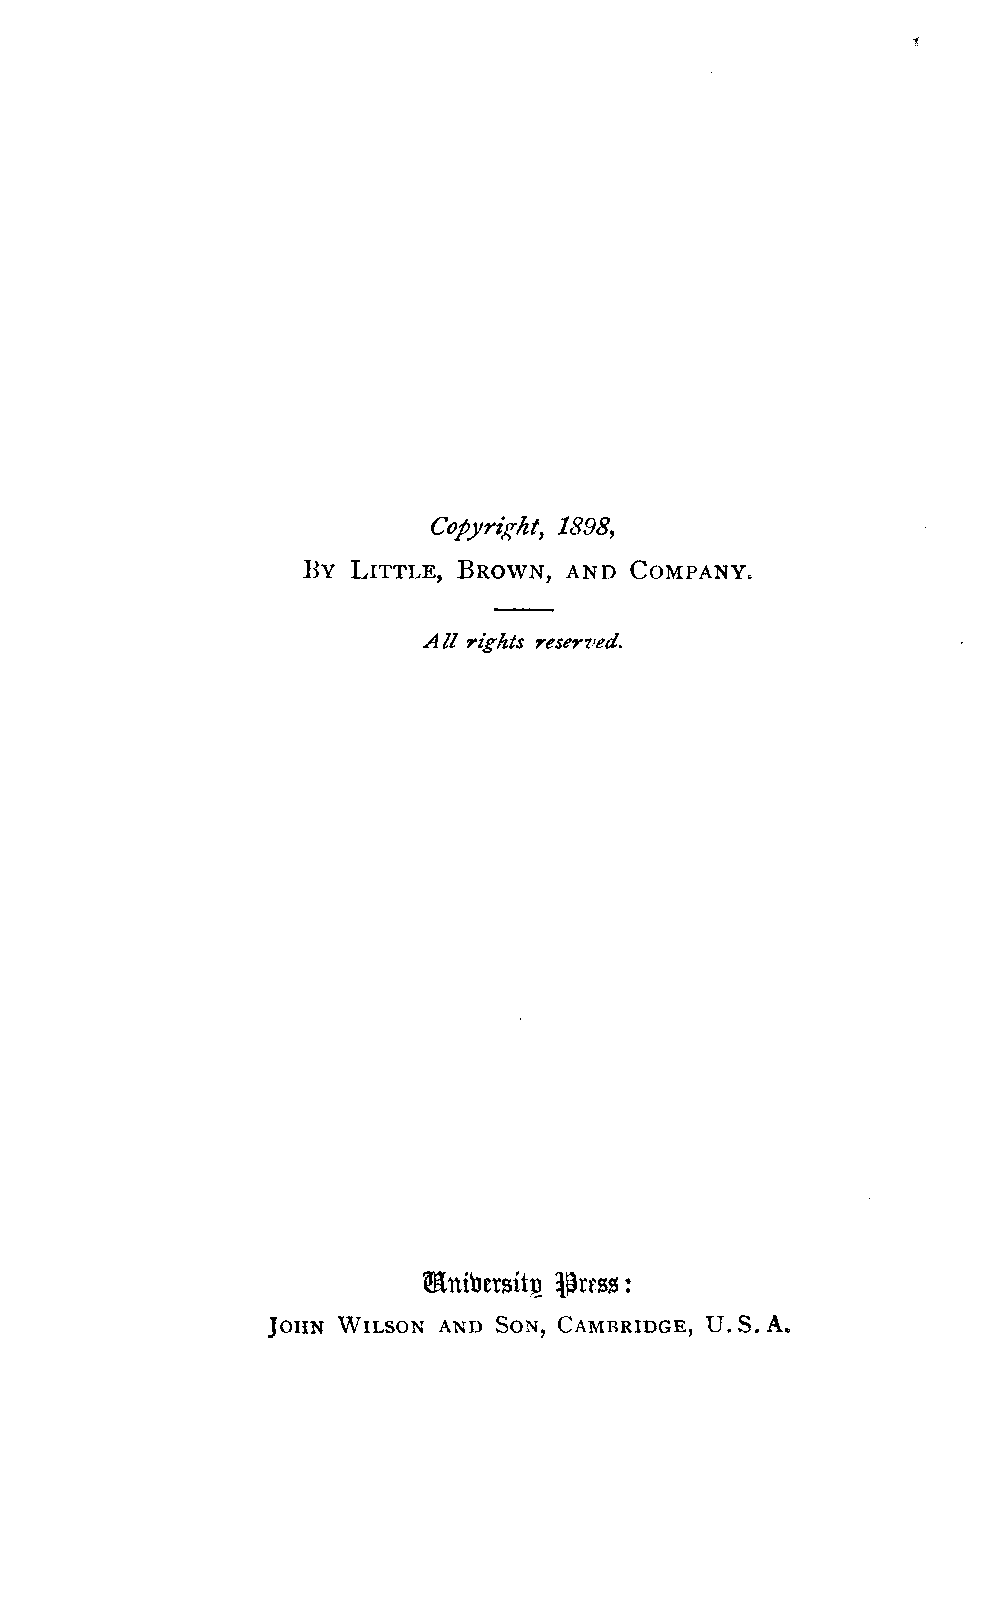 Copyright, 1898,
By Little, Brown, and Company.
All rights reserved.
University Press:
John Wilson and Son, Cambridge, U. S. A.